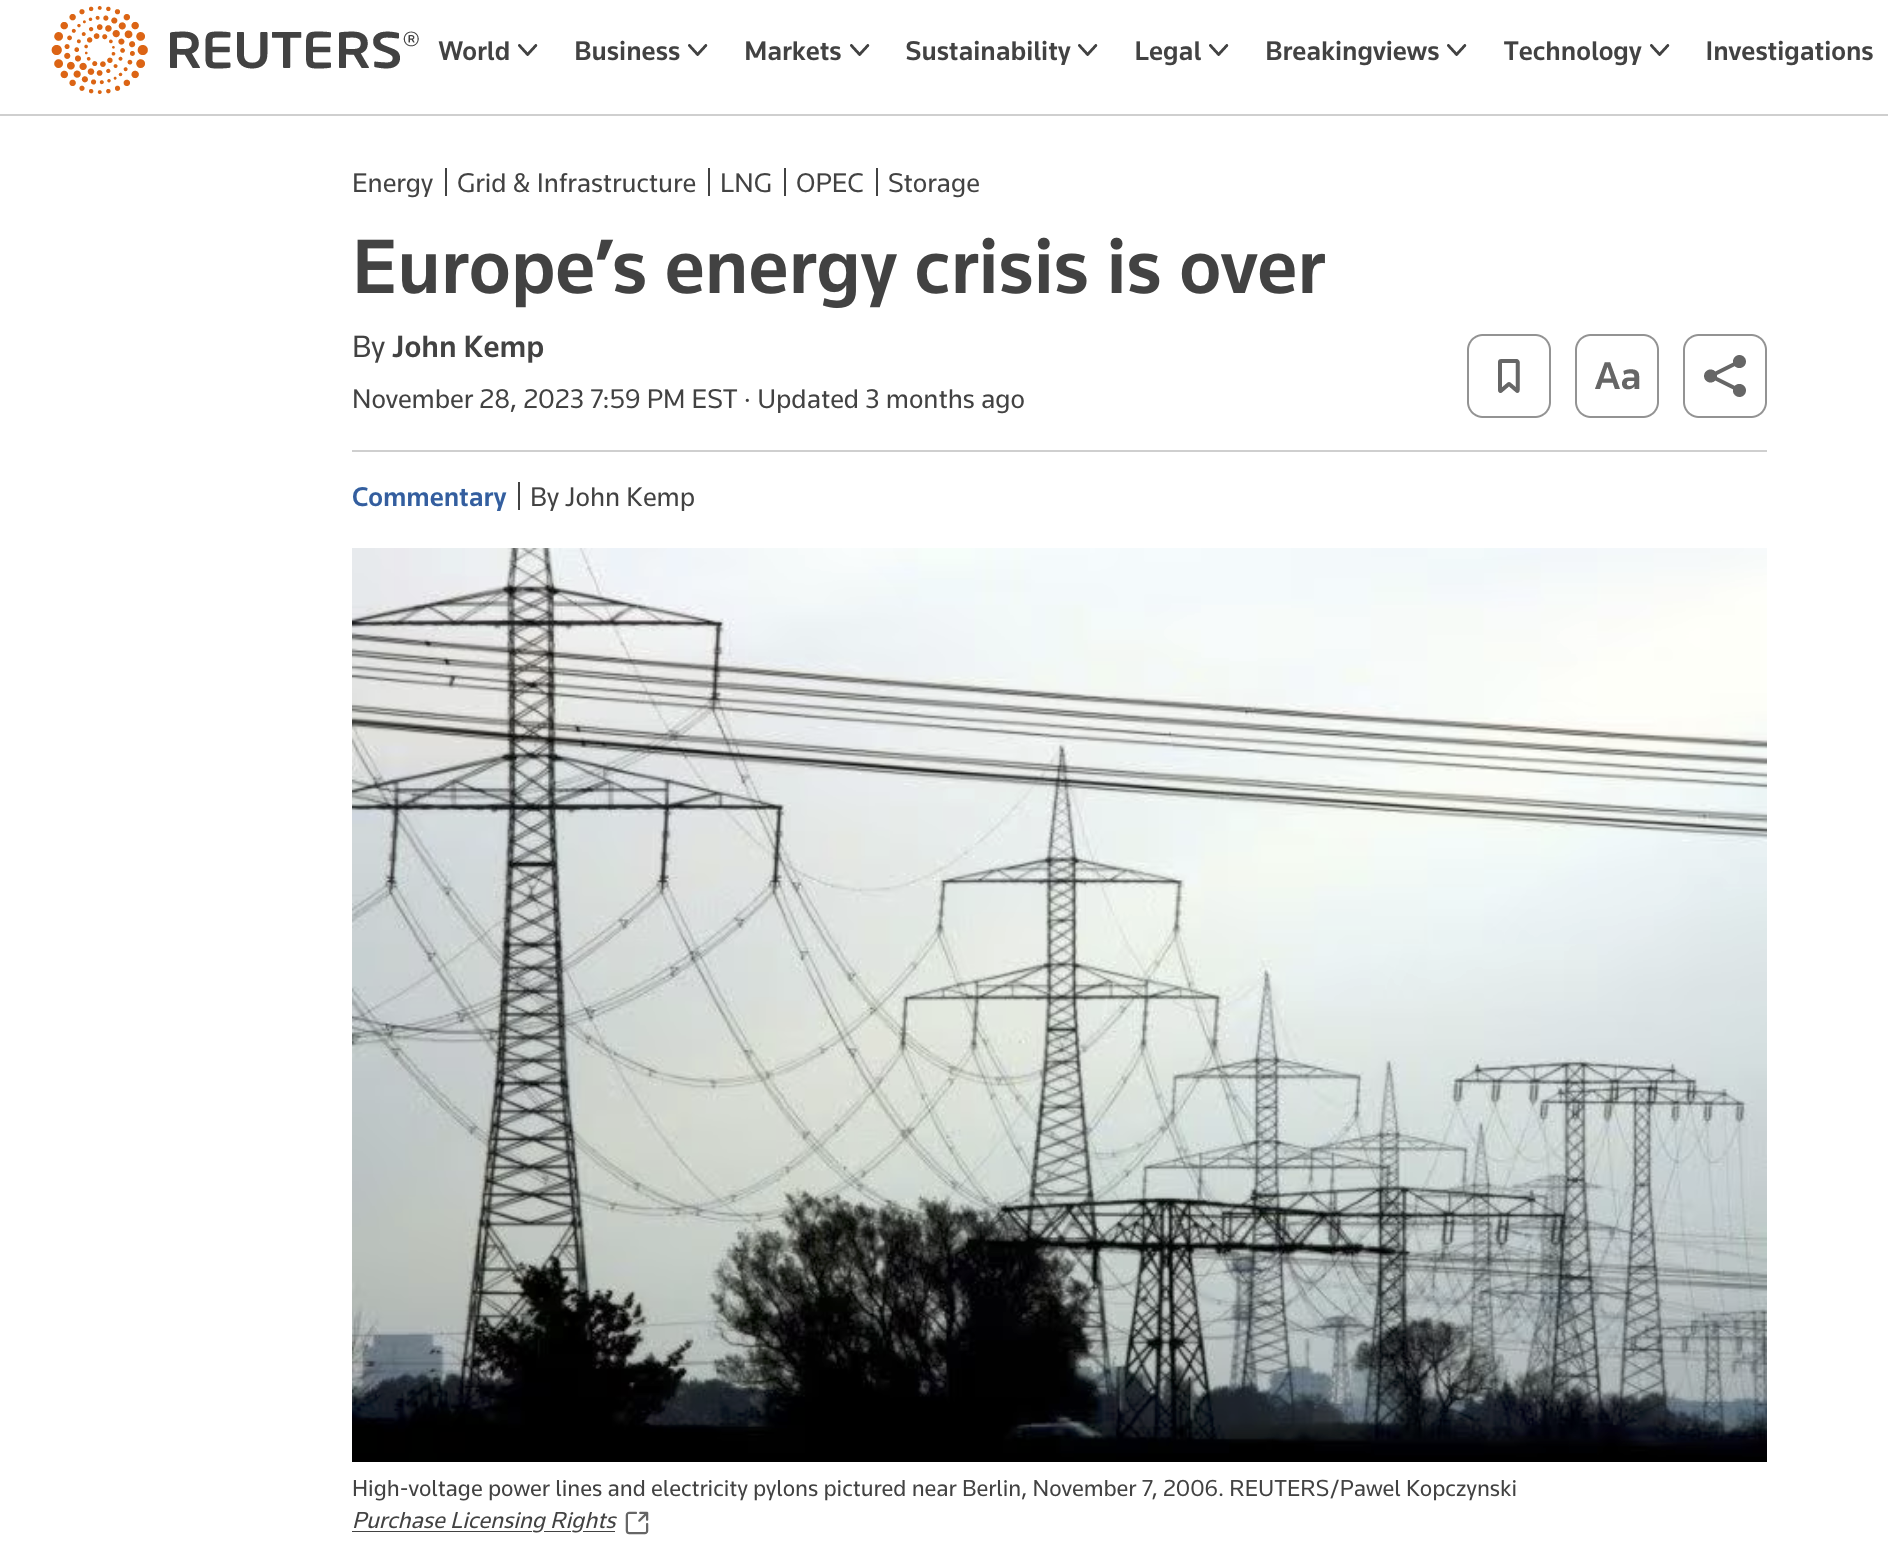 REUTERS®
World
Business
Markets
Sustainability
Legal
Breakingviews
Technology
Investigations
Energy | Grid & Infrastructure | LNG | OPEC | Storage
Europe’s energy crisis is over
By John Kemp
November 28, 2023 7:59 PM EST · Updated 3 months ago
Aa
Commentary | By John Kemp
High-voltage power lines and electricity pylons pictured near Berlin, November 7, 2006. REUTERS/Pawel Kopczynski
Purchase Licensing Rights